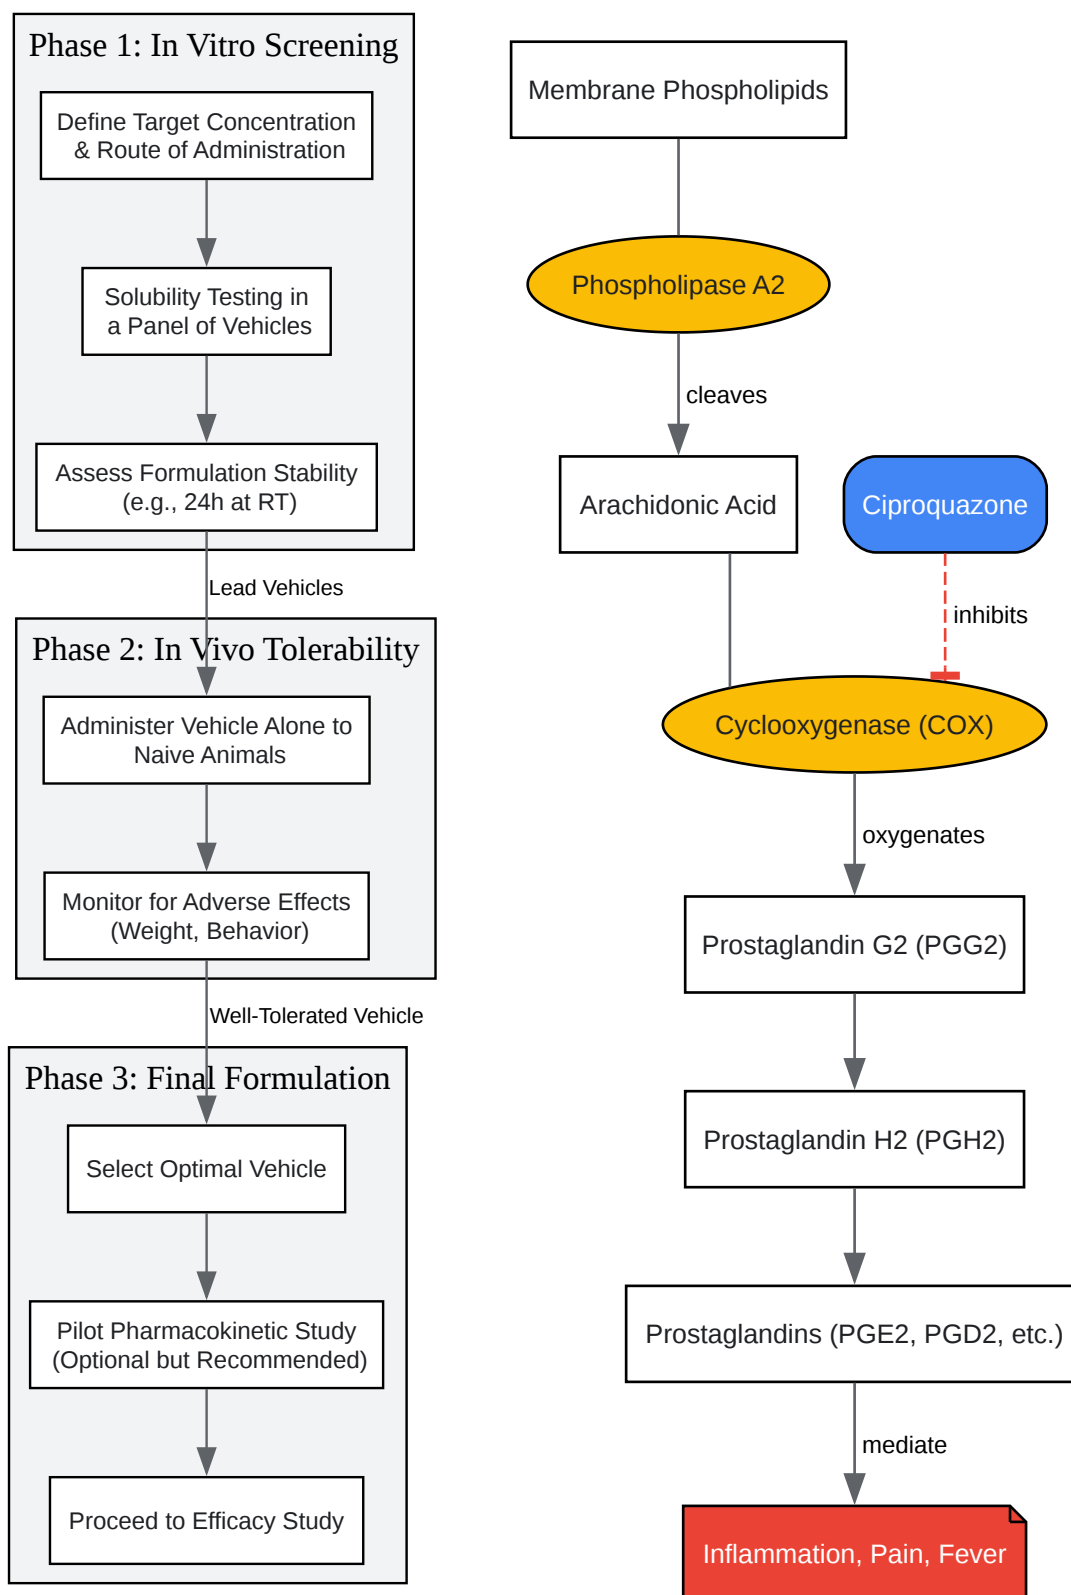 Phase 1: In Vitro Screening
Define Target Concentration
& Route of Administration
Solubility Testing in
a Panel of Vehicles
Assess Formulation Stability
(e.g., 24h at RT)
Lead Vehicles
Phase 2: In Vivo Tolerability
Administer Vehicle Alone to
Naive Animals
Monitor for Adverse Effects
(Weight, Behavior)
Well-Tolerated Vehicle
Phase 3: Final Formulation
Select Optimal Vehicle
Pilot Pharmacokinetic Study
(Optional but Recommended)
Proceed to Efficacy Study
Membrane Phospholipids
Phospholipase A2
cleaves
Arachidonic Acid
Ciproquazone
inhibits
Cyclooxygenase (COX)
oxygenates
Prostaglandin G2 (PGG2)
Prostaglandin H2 (PGH2)
Prostaglandins (PGE2, PGD2, etc.)
mediate
Inflammation, Pain, Fever